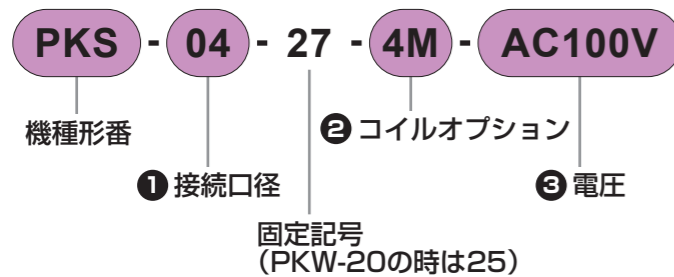 PKS - 04 - 27 - 4M - AC100V
機種形番
❷ コイルオプション
❶ 接続口径
❸ 電圧
固定記号
（PKW-20の時は25）